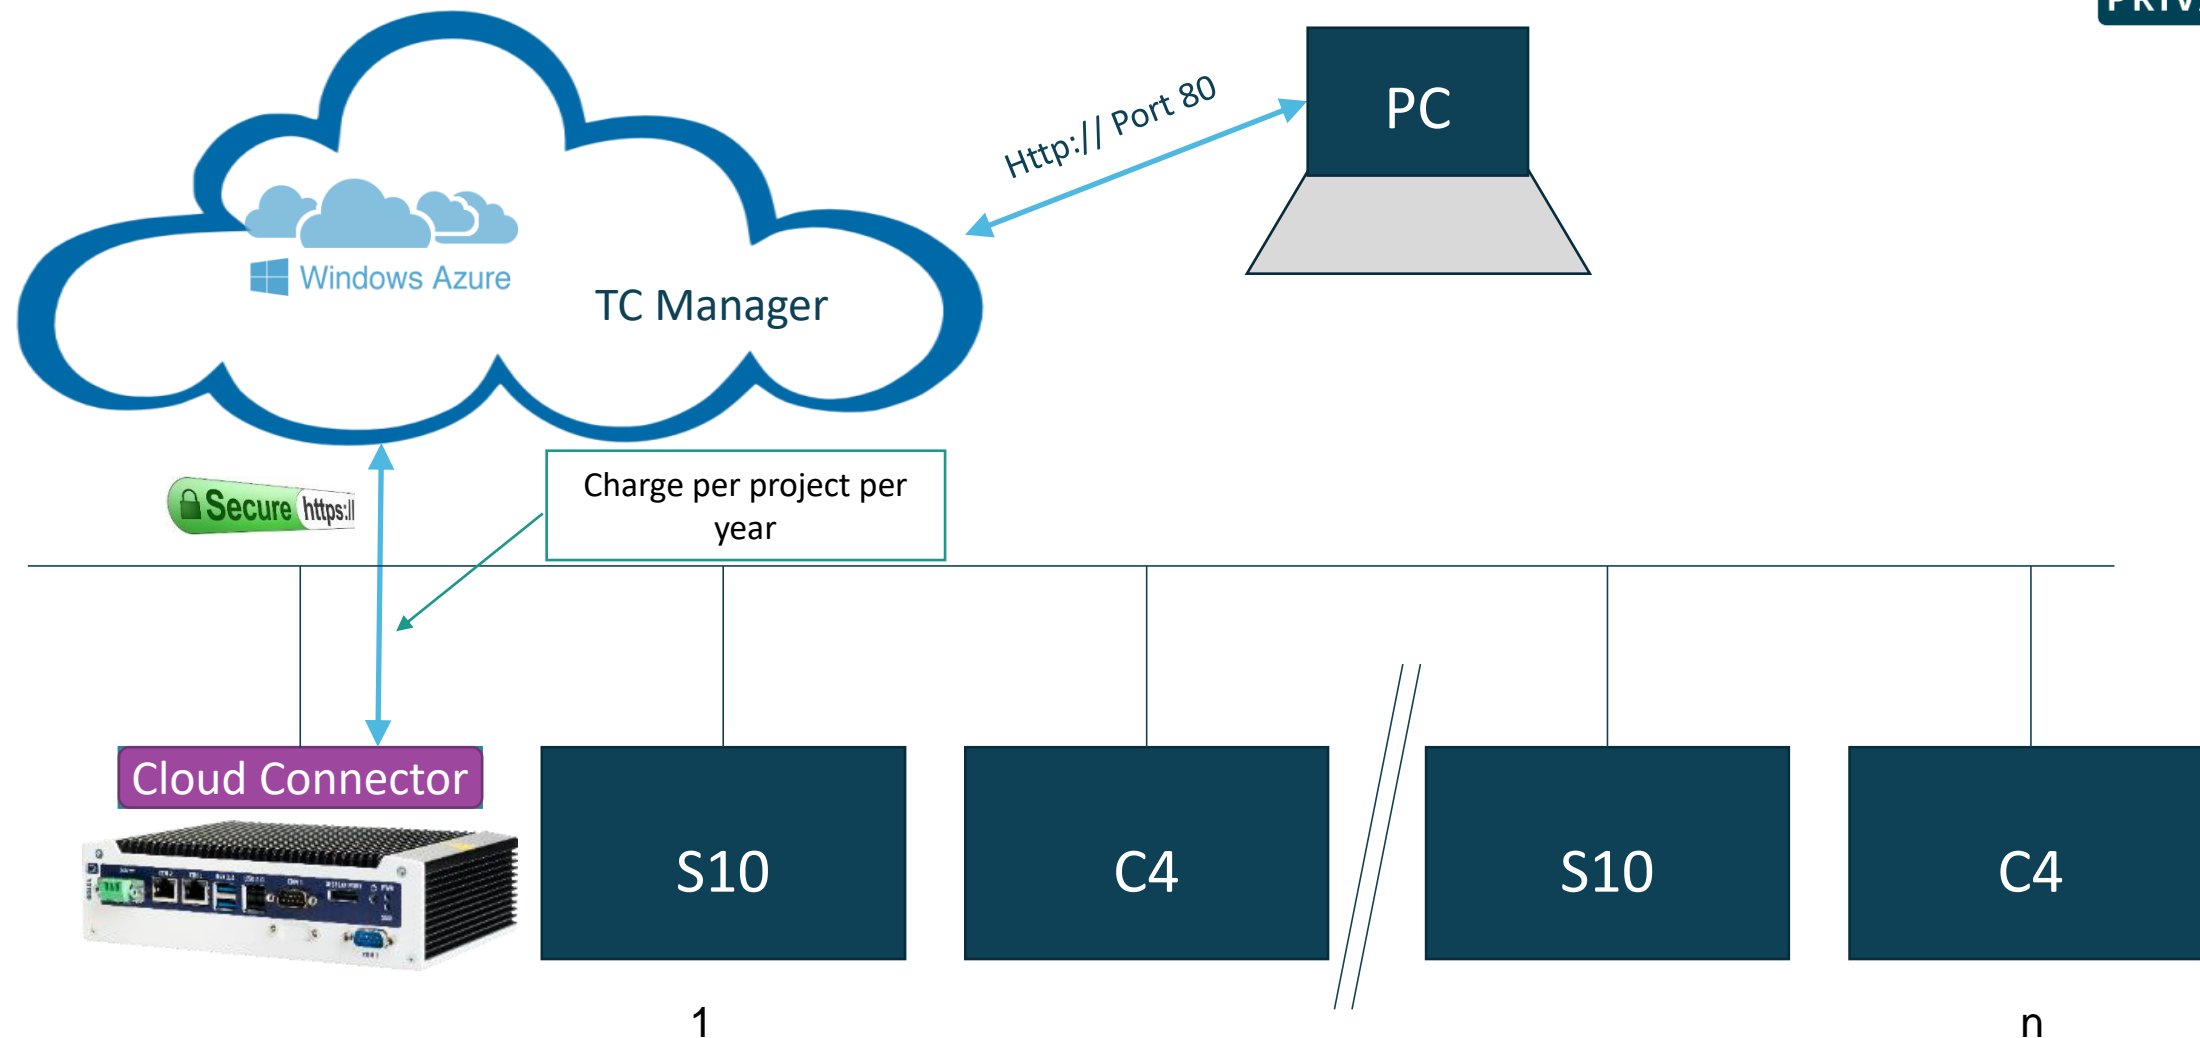 PRIV
Http:// Port 80
PC
Windows Azure
TC Manager
Secure https://
Charge per project per
year
Cloud Connector
S10
C4
S10
C4
1
n